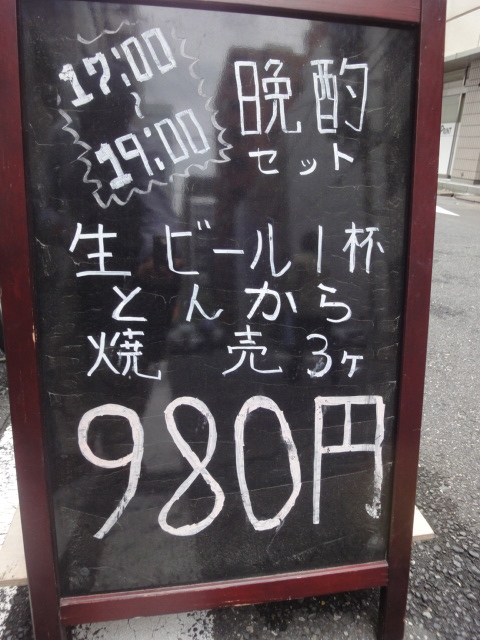 17:00
～
19:00
晩酌
セット
生ビール1杯
とんから
焼売3ヶ
980円